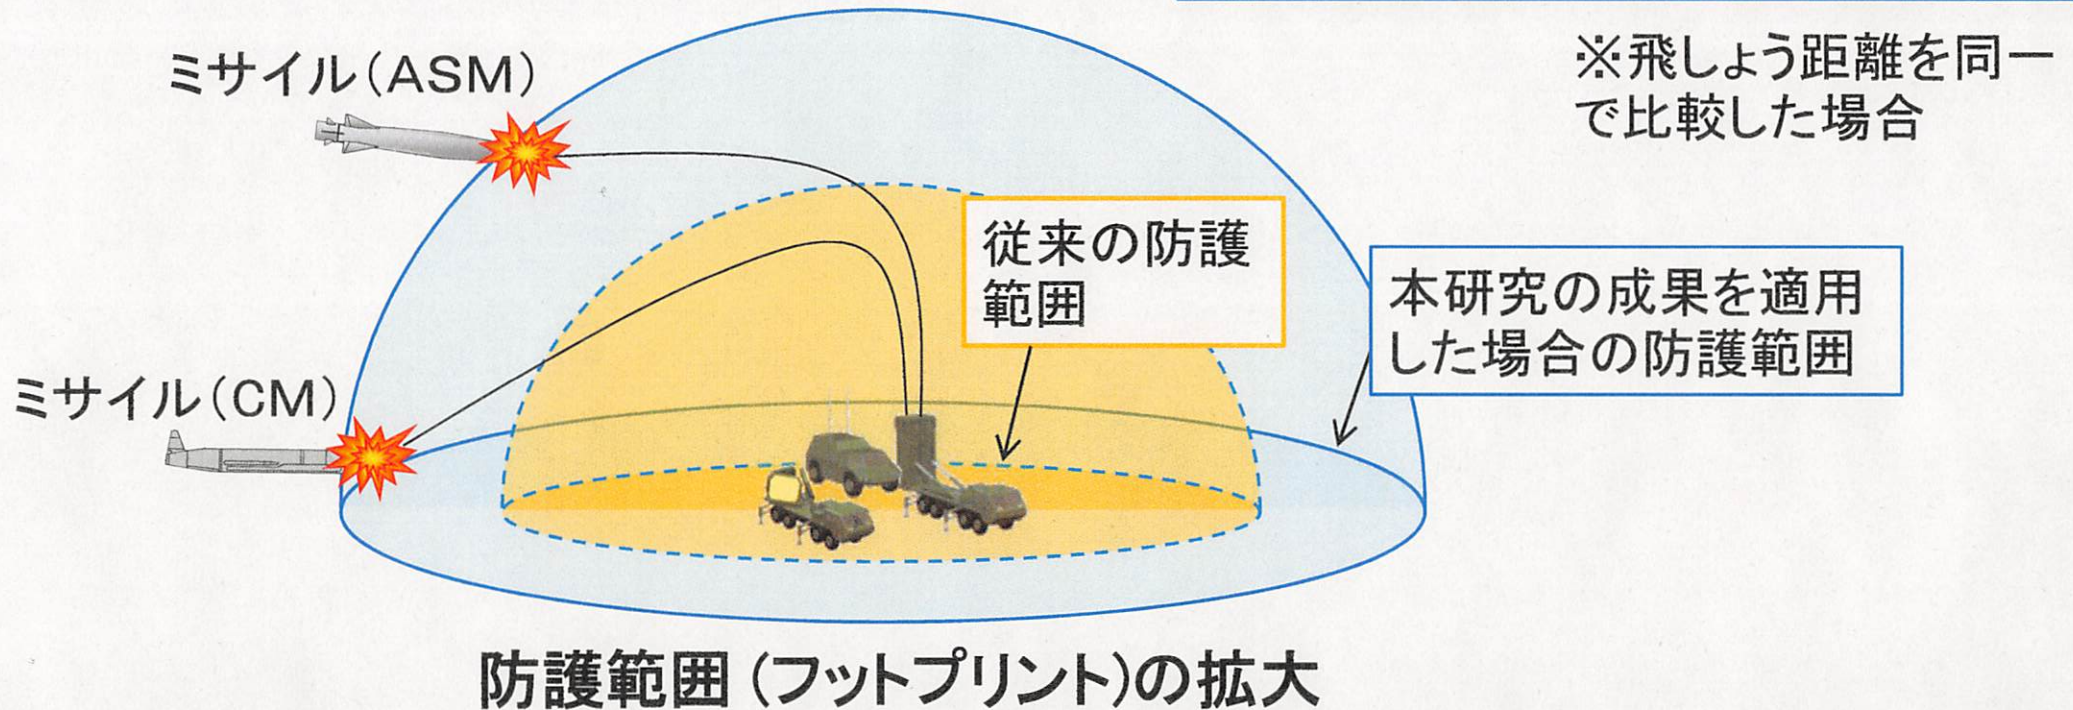 ミサイル(ASM)
※飛しょう距離を同一
で比較した場合
従来の防護
範囲
本研究の成果を適用
した場合の防護範囲
ミサイル(CM)
防護範囲(フットプリント)の拡大